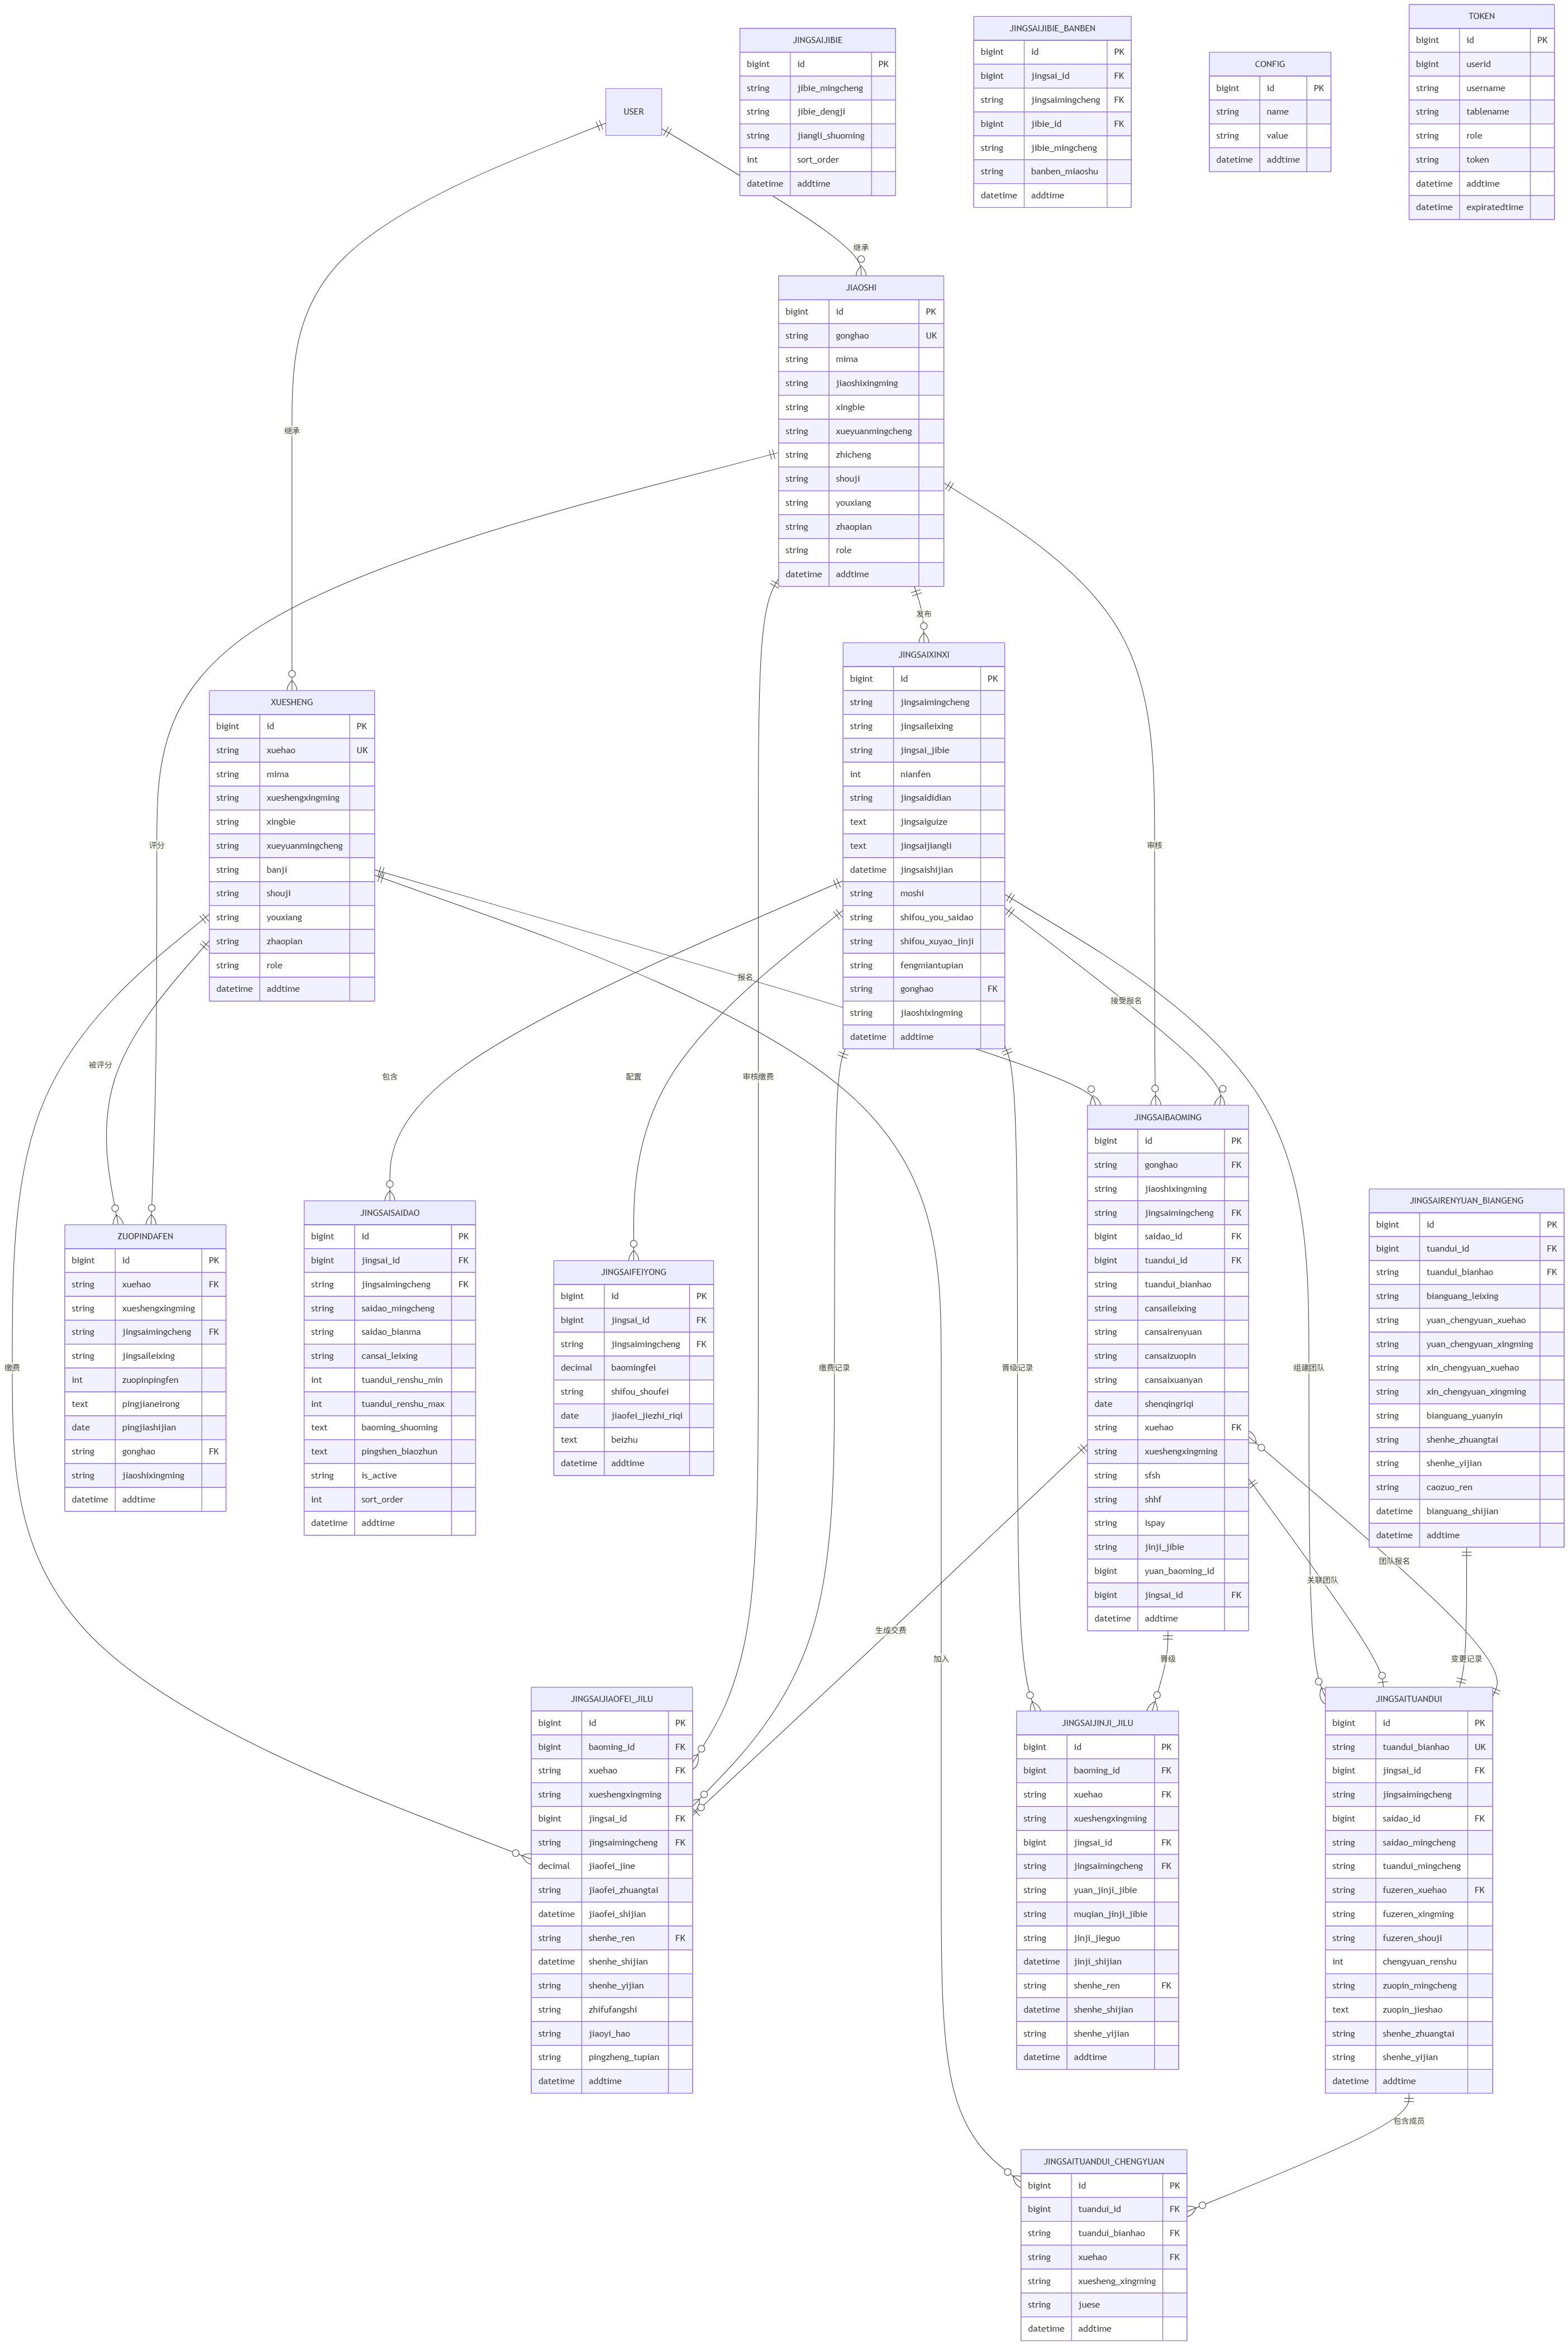 JINGSAIJIBIE
bigint id PK
string jibie_mingcheng
string jibie_dengji
string jiangli_shuoming
int sort_order
datetime addtime
JINGSAIJIBIE_BANBEN
bigint id PK
bigint jingsai_id FK
string jingsaimingcheng FK
bigint jibie_id FK
string jibie_mingcheng
string banben_miaoshu
datetime addtime
CONFIG
bigint id PK
string name
string value
datetime addtime
TOKEN
bigint id PK
bigint userid
string username
string tablename
string role
string token
datetime addtime
datetime expiratedtime
USER
继承
继承
JIAOSHI
bigint id PK
string gonghao UK
string mima
string jiaoshixingming
string xingbie
string xueyuanmingcheng
string zhicheng
string shouji
string youxiang
string zhaopian
string role
datetime addtime
发布
评分
审核
XUESHENG
bigint id PK
string xuehao UK
string mima
string xueshengxingming
string xingbie
string xueyuanmingcheng
string banji
string shouji
string youxiang
string zhaopian
string role
datetime addtime
JINGSAIXINXI
bigint id PK
string jingsaimingcheng
string jingsaileixing
string jingsai_jibie
int nianfen
string jingsaididian
text jingsaiguize
text jingsaijiangli
datetime jingsaishijian
string moshi
string shifou_you_saidao
string shifou_xuyao_jinji
string fengmiantupian
string gonghao FK
string jiaoshixingming
datetime addtime
报名
接受报名
被评分
包含
配置
审核缴费
ZUOPINDAFEN
bigint id PK
string xuehao FK
string xueshengxingming
string jingsaimingcheng FK
string jingsaileixing
int zuopinpingfen
text pingjianeirong
date pingjiashijian
string gonghao FK
string jiaoshixingming
datetime addtime
JINGSAISAIDAO
bigint id PK
bigint jingsai_id FK
string jingsaimingcheng FK
string saidao_mingcheng
string saidao_bianma
string cansai_leixing
int tuandui_renshu_min
int tuandui_renshu_max
text baoming_shuoming
text pingshen_biaozhun
string is_active
int sort_order
datetime addtime
JINGSAIFEIYONG
bigint id PK
bigint jingsai_id FK
string jingsaimingcheng FK
decimal baomingfei
string shifou_shoufei
date jiaofei_jiezhi_riqi
text beizhu
datetime addtime
JINGSAIBAOMING
bigint id PK
string gonghao FK
string jiaoshixingming
string jingsaimingcheng FK
bigint saidao_id FK
bigint tuandui_id FK
string tuandui_bianhao
string cansaileixing
string cansairenyuan
string cansaizuopin
string cansaixuanyan
date shenqingriqi
string xuehao FK
string xueshengxingming
string sfsh
string shhf
string ispay
string jinji_jibie
bigint yuan_baoming_id
bigint jingsai_id FK
datetime addtime
JINGSAIRENYUAN_BIANGENG
bigint id PK
bigint tuandui_id FK
string tuandui_bianhao FK
string bianguang_leixing
string yuan_chengyuan_xuehao
string yuan_chengyuan_xingming
string xin_chengyuan_xuehao
string xin_chengyuan_xingming
string bianguang_yuanyin
string shenhe_zhuangtai
string shenhe_yijian
string caozuo_ren
datetime bianguang_shijian
datetime addtime
缴费
缴费记录
晋级记录
组建团队
团队报名
关联团队
生成交费
加入
晋级
变更记录
JINGSAIJIAOFEI_JILU
bigint id PK
bigint baoming_id FK
string xuehao FK
string xueshengxingming
bigint jingsai_id FK
string jingsaimingcheng FK
decimal jiaofei_jine
string jiaofei_zhuangtai
datetime jiaofei_shijian
string shenhe_ren FK
datetime shenhe_shijian
string shenhe_yijian
string zhifufangshi
string jiaoyi_hao
string pingzheng_tupian
datetime addtime
JINGSAIJINJI_JILU
bigint id PK
bigint baoming_id FK
string xuehao FK
string xueshengxingming
bigint jingsai_id FK
string jingsaimingcheng FK
string yuan_jinji_jibie
string muqian_jinji_jibie
string jinji_jieguo
datetime jinji_shijian
string shenhe_ren FK
datetime shenhe_shijian
string shenhe_yijian
datetime addtime
JINGSAITUANDUI
bigint id PK
string tuandui_bianhao UK
bigint jingsai_id FK
string jingsaimingcheng
bigint saidao_id FK
string saidao_mingcheng
string tuandui_mingcheng
string fuzeren_xuehao FK
string fuzeren_xingming
string fuzeren_shouji
int chengyuan_renshu
string zuopin_mingcheng
text zuopin_jieshao
string shenhe_zhuangtai
string shenhe_yijian
datetime addtime
包含成员
JINGSAITUANDUI_CHENGYUAN
bigint id PK
bigint tuandui_id FK
string tuandui_bianhao FK
string xuehao FK
string xuesheng_xingming
string juese
datetime addtime